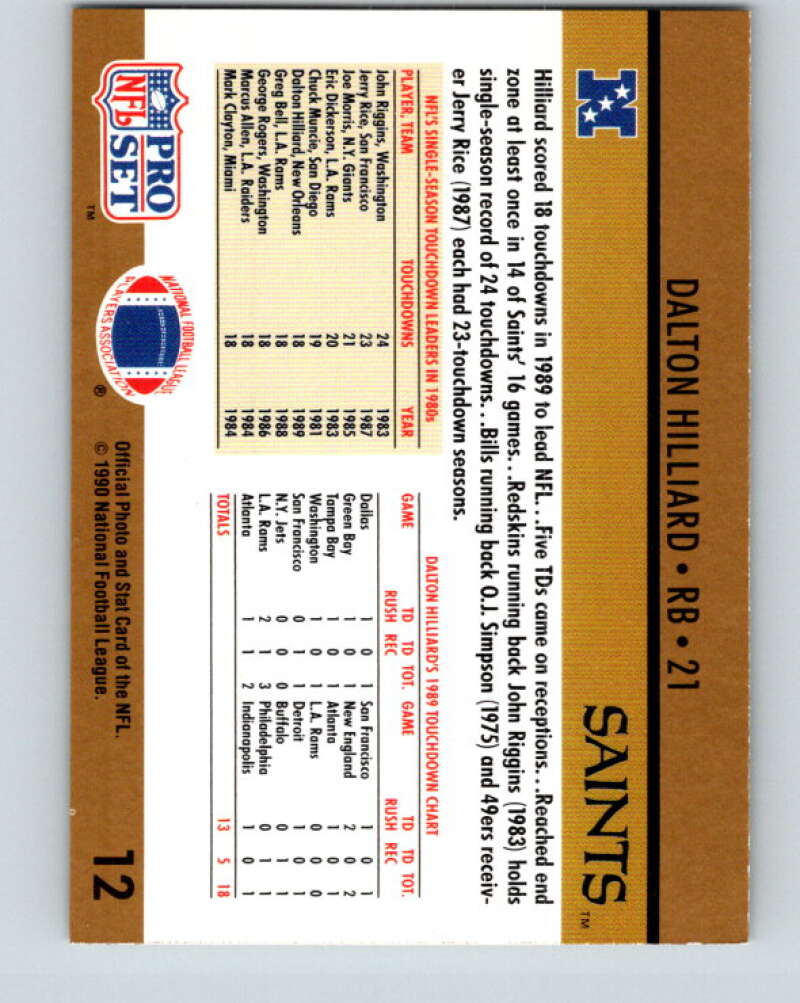 DALTON HILLIARD • RB • 21
SAINTS™
Hilliard scored 18 touchdowns in 1989 to lead NFL. . .Five TDs came on receptions. . .Reached end
zone at least once in 14 of Saints' 16 games. . .Redskins running back John Riggins (1983) holds
single-season record of 24 touchdowns. . .Bills running back O.J. Simpson (1975) and 49ers receiv-
er Jerry Rice (1987) each had 23-touchdown seasons.
NFL'S SINGLE-SEASON TOUCHDOWN LEADERS IN 1980s
PLAYER, TEAM TOUCHDOWNS YEAR
John Riggins, Washington 24 1983
Jerry Rice, San Francisco 23 1987
Joe Morris, N.Y. Giants 21 1985
Eric Dickerson, L.A. Rams 20 1983
Chuck Muncie, San Diego 19 1981
Dalton Hilliard, New Orleans 18 1989
Greg Bell, L.A. Rams 18 1988
George Rogers, Washington 18 1986
Marcus Allen, L.A. Raiders 18 1984
Mark Clayton, Miami 18 1984
DALTON HILLIARD'S 1989 TOUCHDOWN CHART
GAME TD RUSH TD REC TOT. GAME TD RUSH TD REC TOT.
Dallas 1 0 1 San Francisco 1 0 1
Green Bay 1 0 1 New England 2 0 2
Tampa Bay 1 0 1 Atlanta 1 0 1
Washington 1 0 1 L.A. Rams 0 0 0
San Francisco 0 1 1 Detroit 1 0 1
N.Y. Jets 0 0 0 Buffalo 0 1 1
L.A. Rams 2 1 3 Philadelphia 0 1 1
Atlanta 1 1 2 Indianapolis 1 0 1
TOTALS 13 5 18
NFL PRO SET™
NATIONAL FOOTBALL LEAGUE PLAYERS ASSOCIATION ®
Official Photo and Stat Card of the NFL.
© 1990 National Football League.
12